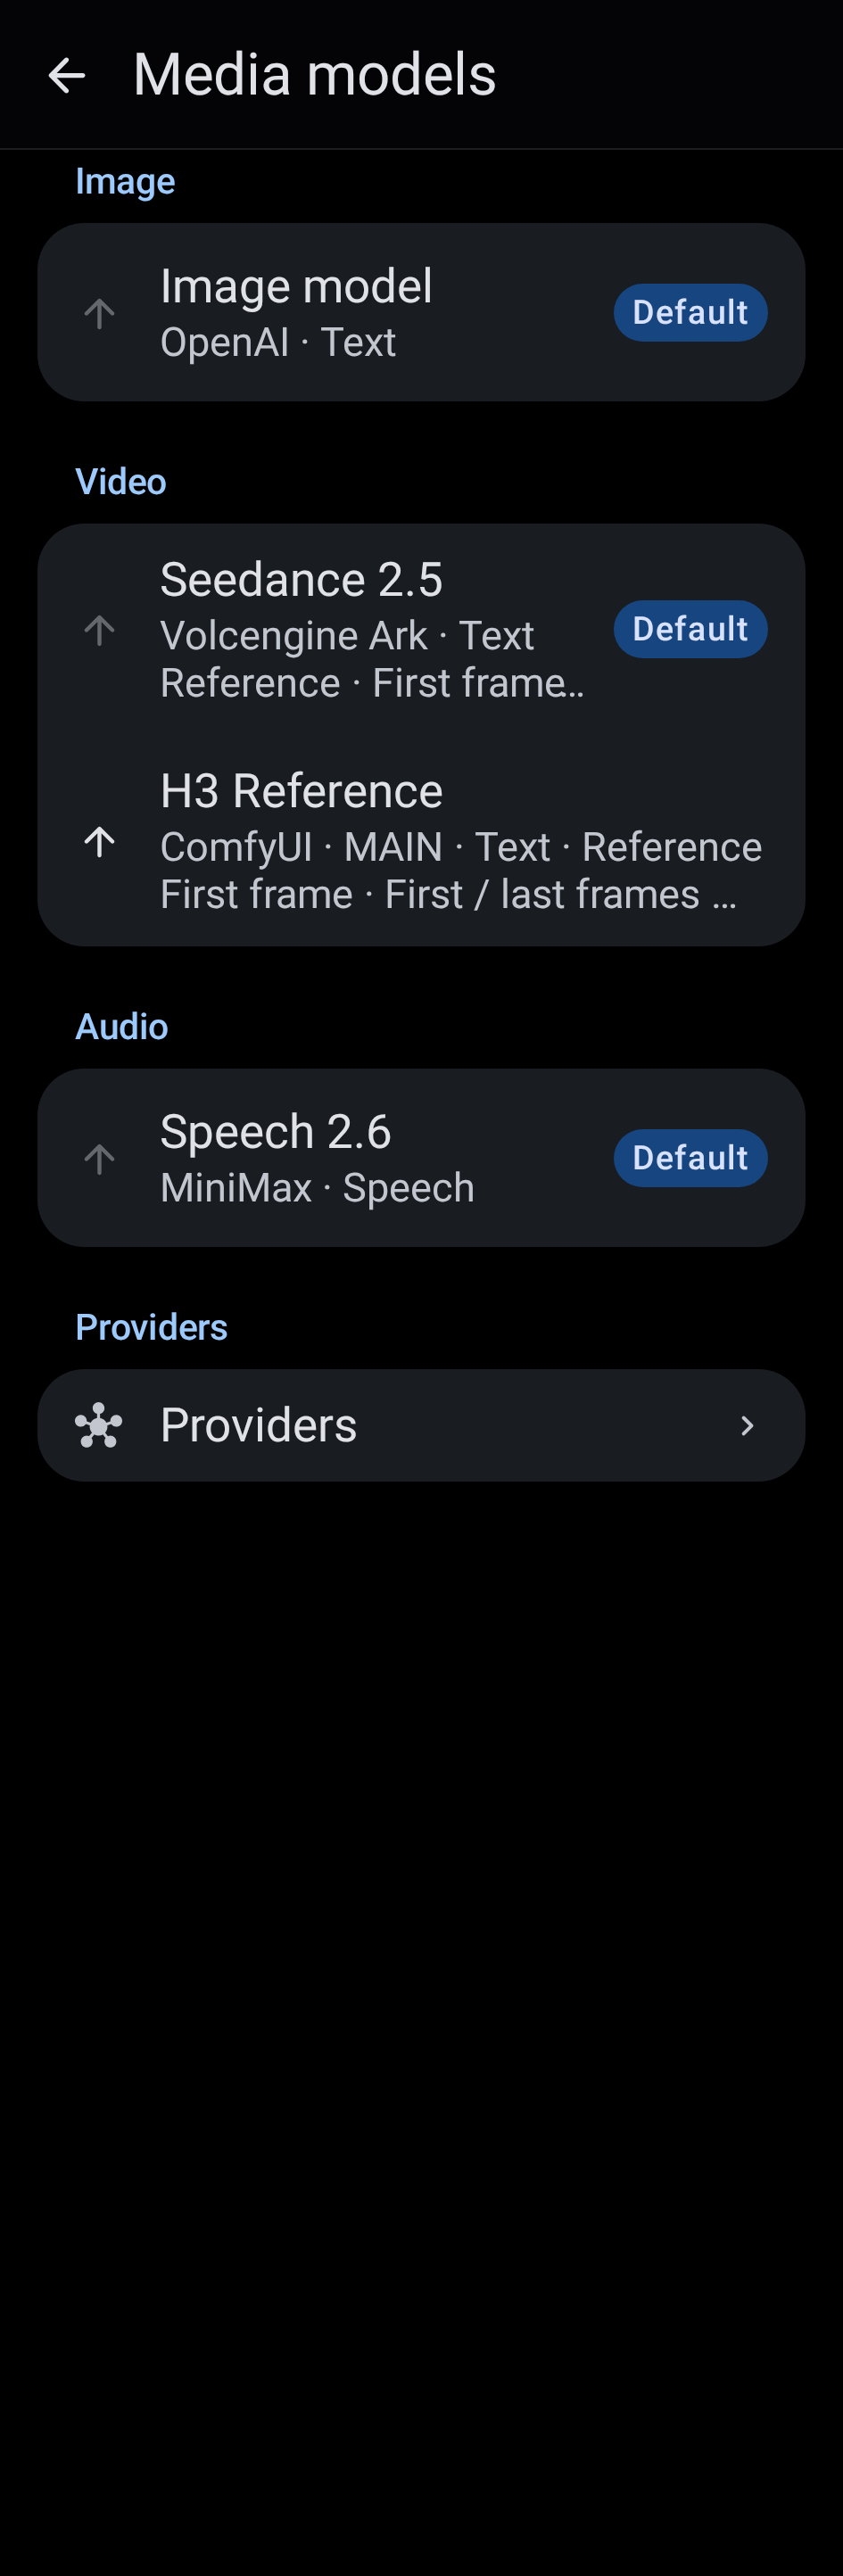 Media models
Image
Image model
OpenAI · Text
Default
Video
Seedance 2.5
Volcengine Ark · Text
Reference · First frame…
Default
H3 Reference
ComfyUI · MAIN · Text · Reference
First frame · First / last frames …
Audio
Speech 2.6
MiniMax · Speech
Default
Providers
Providers